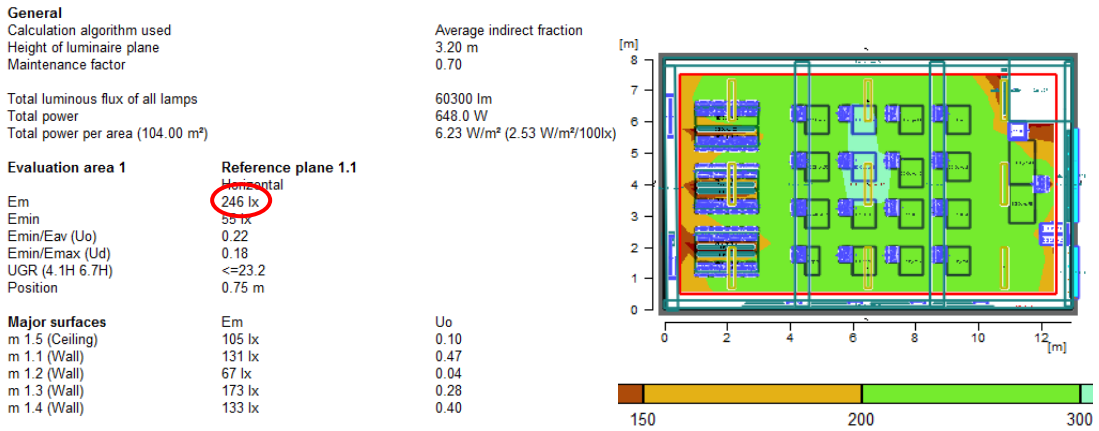 General
Calculation algorithm used Average indirect fraction
Height of luminaire plane 3.20 m
Maintenance factor 0.70
Total luminous flux of all lamps 60300 lm
Total power 648.0 W
Total power per area (104.00 m²) 6.23 W/m² (2.53 W/m²/100lx)
Evaluation area 1 Reference plane 1.1
Horizontal
Em 246 lx
Emin 55 lx
Emin/Eav (Uo) 0.22
Emin/Emax (Ud) 0.18
UGR (4.1H 6.7H) <=23.2
Position 0.75 m
Major surfaces Em Uo
m 1.5 (Ceiling) 105 lx 0.10
m 1.1 (Wall) 131 lx 0.47
m 1.2 (Wall) 67 lx 0.04
m 1.3 (Wall) 173 lx 0.28
m 1.4 (Wall) 133 lx 0.40
[m]
8
7
6
5
4
3
2
1
0
0 2 4 6 8 10 12
[m]
150 200 300